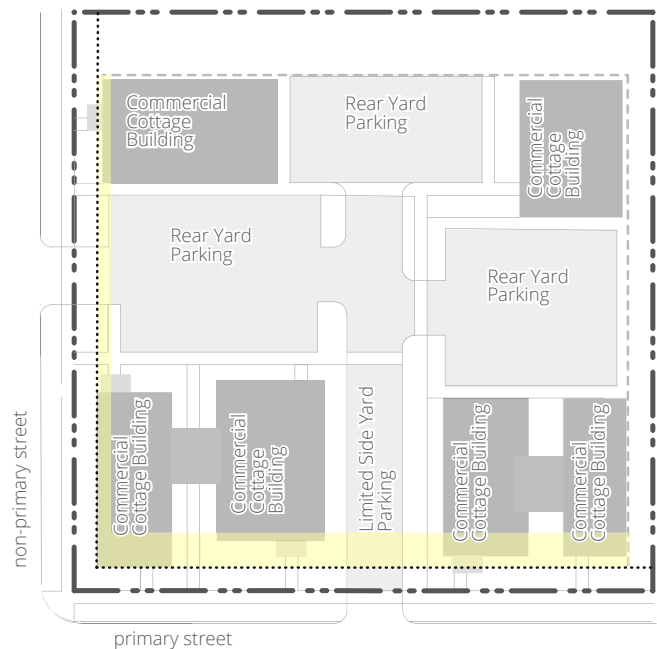 Commercial
Cottage
Building
Rear Yard
Parking
Commercial
Cottage
Building
Rear Yard
Parking
Rear Yard
Parking
Commercial
Cottage Building
Commercial
Cottage
Building
Limited Side Yard
Parking
Commercial
Cottage Building
Commercial
Cottage Building
non-primary street
primary street